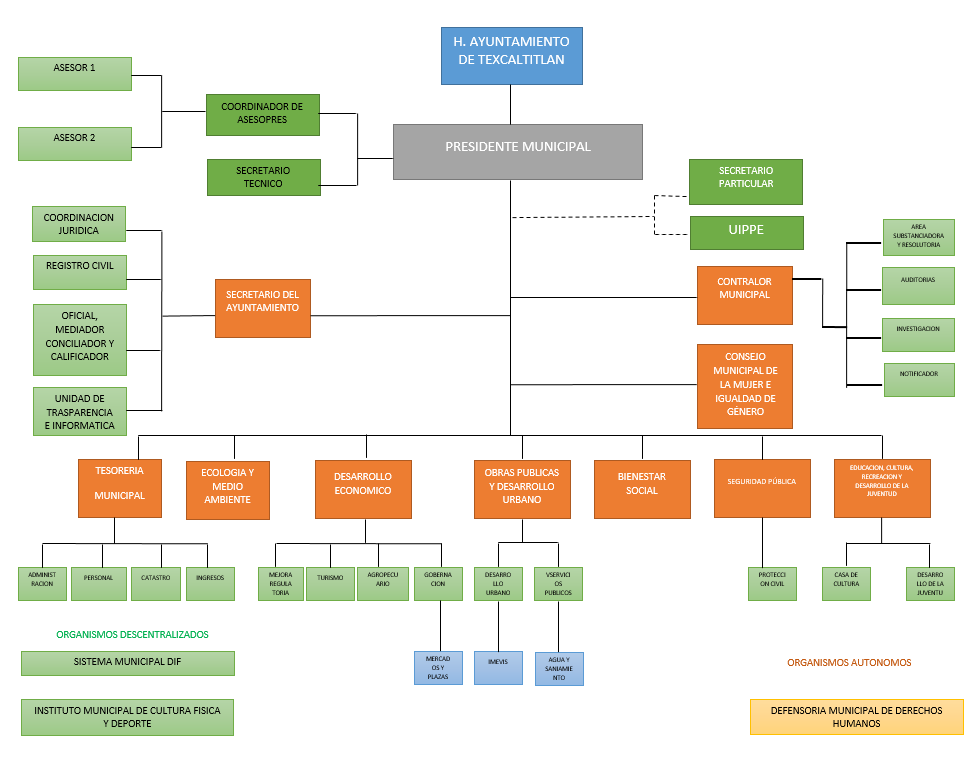 H. AYUNTAMIENTO
DE TEXCALTITLAN
ASESOR 1
ASESOR 2
COORDINADOR DE
ASESOPRES
SECRETARIO
TECNICO
PRESIDENTE MUNICIPAL
SECRETARIO
PARTICULAR
UIPPE
COORDINACION
JURIDICA
REGISTRO CIVIL
OFICIAL,
MEDIADOR
CONCILIADOR Y
CALIFICADOR
UNIDAD DE
TRASPARENCIA
E INFORMATICA
SECRETARIO DEL
AYUNTAMIENTO
CONTRALOR
MUNICIPAL
AREA
SUBSTANCIADORA
Y RESOLUTORIA
AUDITORIAS
INVESTIGACION
NOTIFICADOR
CONSEJO
MUNICIPAL DE
LA MUJER E
IGUALDAD DE
GÉNERO
TESORERIA
MUNICIPAL
ECOLOGIA Y
MEDIO
AMBIENTE
DESARROLLO
ECONOMICO
OBRAS PUBLICAS
Y DESARROLLO
URBANO
BIENESTAR
SOCIAL
SEGURIDAD PÚBLICA
EDUCACION, CULTURA,
RECREACION Y
DESARROLLO DE LA
JUVENTUD
ADMINIST
RACION
PERSONAL
CATASTRO
INGRESOS
MEJORA
REGULA
TORIA
TURISMO
AGROPECU
ARIO
GOBERNA
CION
DESARRO
LLO
URBANO
VSERVICI
OS
PUBLICOS
PROTECCI
ON CIVIL
CASA DE
CULTURA
DESARRO
LLO DE LA
JUVENTU
MERCAD
OS Y
PLAZAS
IMEVIS
AGUA Y
SANIAMIE
NTO
ORGANISMOS DESCENTRALIZADOS
SISTEMA MUNICIPAL DIF
INSTITUTO MUNICIPAL DE CULTURA FISICA
Y DEPORTE
ORGANISMOS AUTONOMOS
DEFENSORIA MUNICIPAL DE DERECHOS
HUMANOS